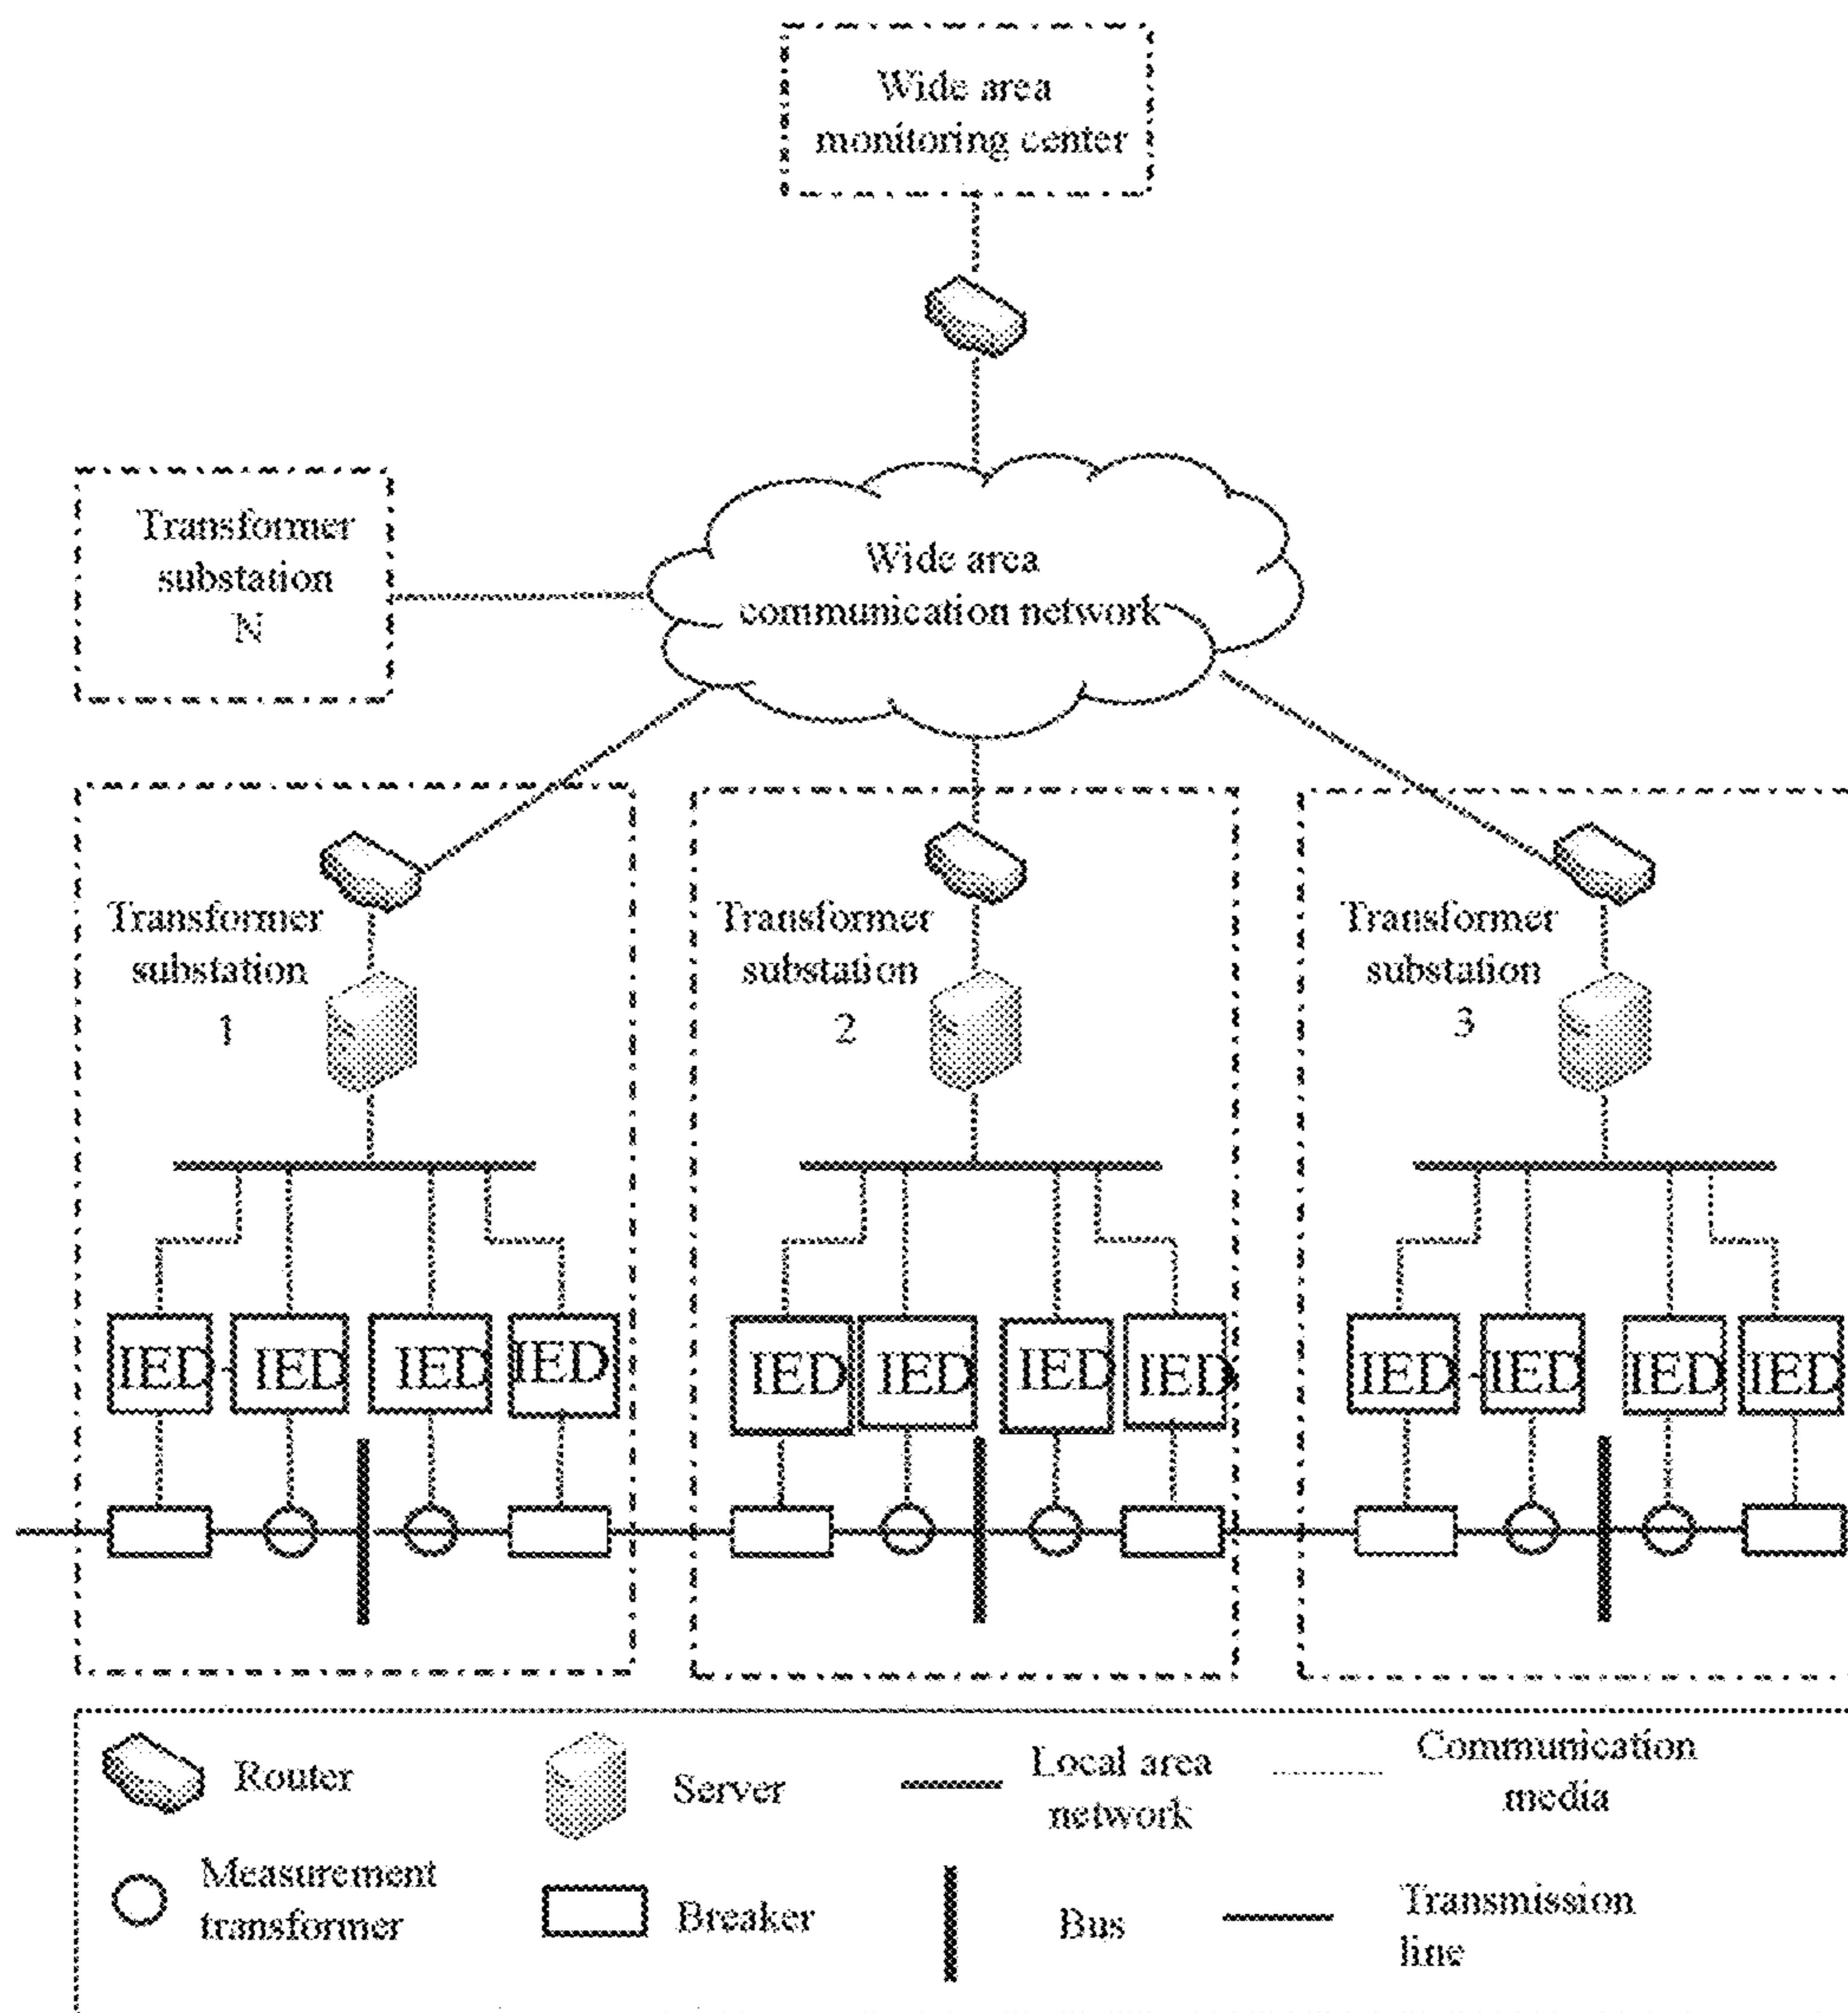 Wide area
monitoring center
Transformer
substation
N
Wide area
communication network
Transformer
substation
1
Transformer
substation
2
Transformer
substation
3
IED IED IED IED
IED IED IED IED
IED IED IED IED
Router
Server
Local area
network
Communication
media
Measurement
transformer
Breaker
Bus
Transmission
line